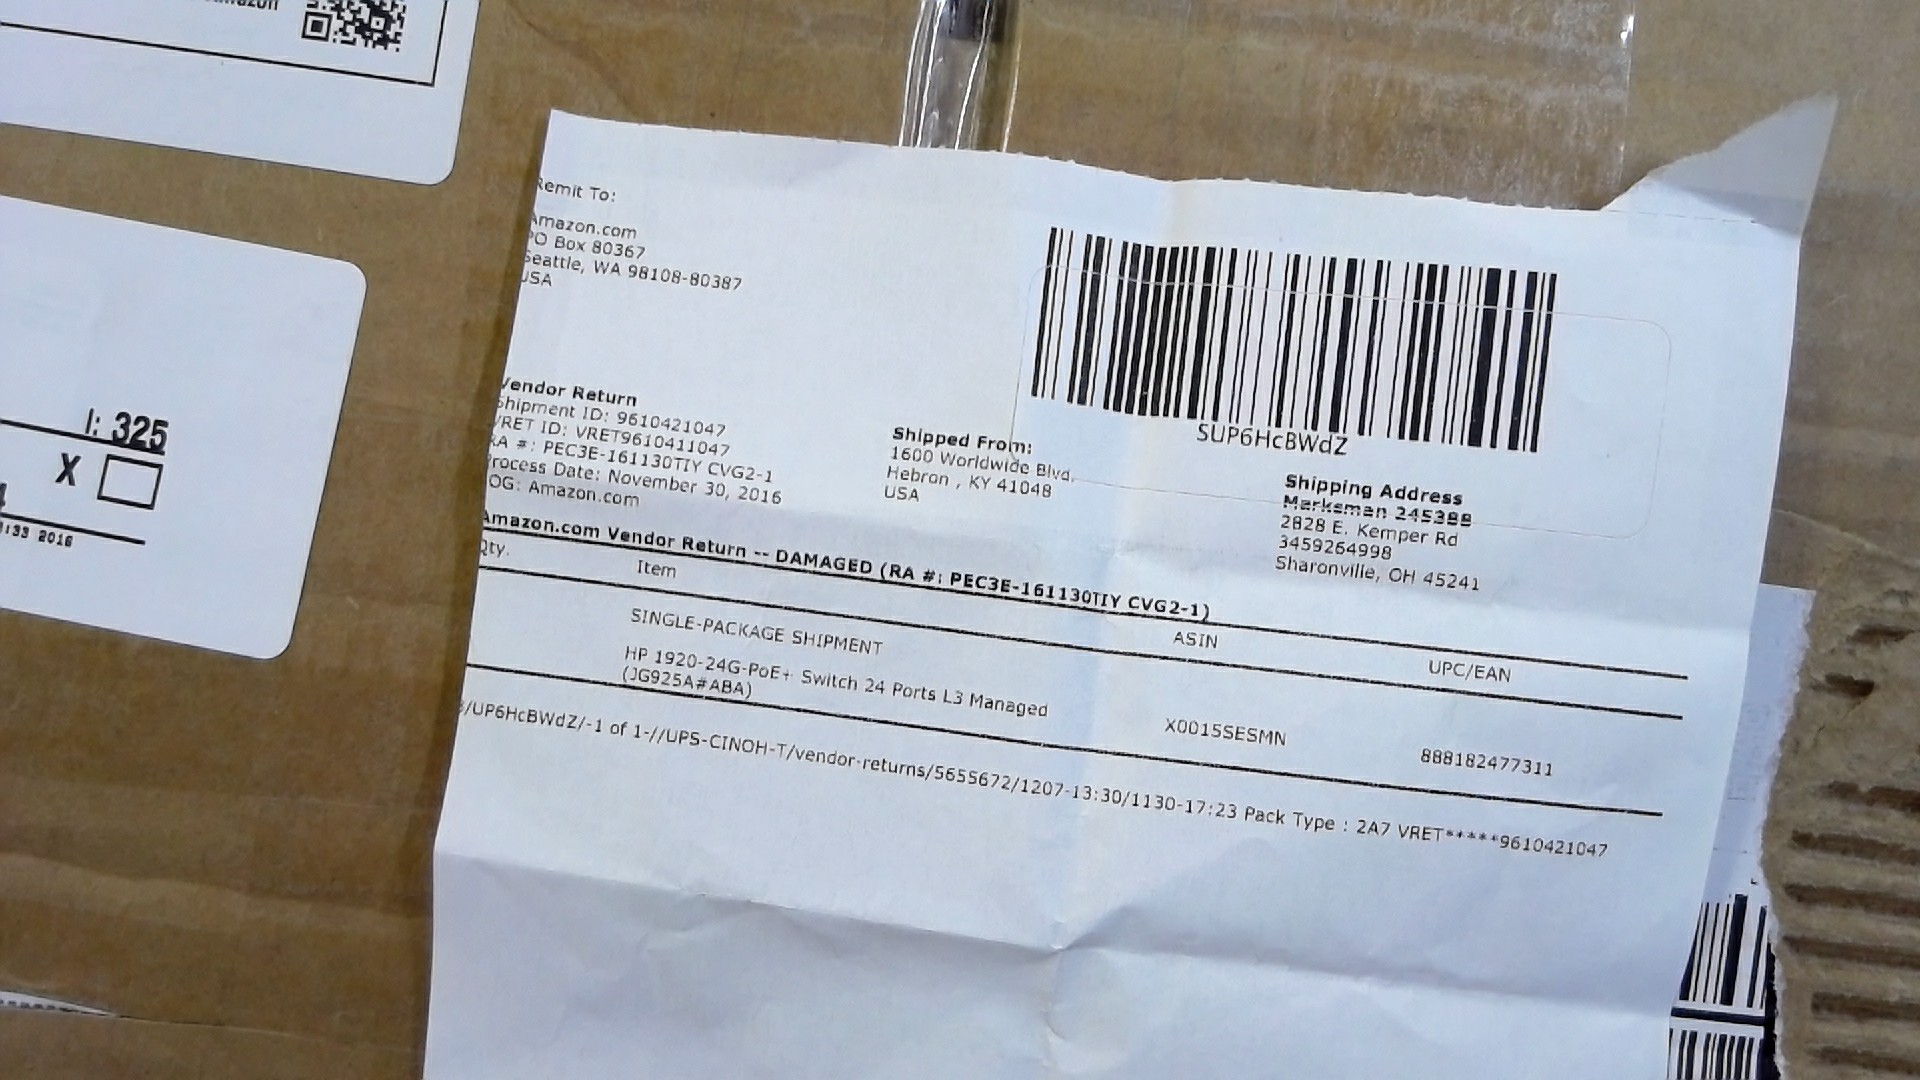 Remit To:
Amazon.com
PO Box 80367
Seattle, WA 98108-80387
USA
SUP6HcBWdZ
Vendor Return
Shipment ID: 9610421047
VRET ID: VRET9610411047
RA #: PEC3E-161130TIY CVG2-1
Process Date: November 30, 2016
OG: Amazon.com
Shipped From:
1600 Worldwide Blvd.
Hebron , KY 41048
USA
Shipping Address
Marksman 245388
2828 E. Kemper Rd
3459264998
Sharonville, OH 45241
Amazon.com Vendor Return -- DAMAGED (RA #: PEC3E-161130TIY CVG2-1)
Qty. Item ASIN UPC/EAN
SINGLE-PACKAGE SHIPMENT
HP 1920-24G-PoE+ Switch 24 Ports L3 Managed
(JG925A#ABA) X0015SESMN 888182477311
/UP6HcBWdZ/-1 of 1-//UPS-CINOH-T/vendor-returns/5655672/1207-13:30/1130-17:23 Pack Type : 2A7 VRET*****9610421047
I: 325
X
:33 2016